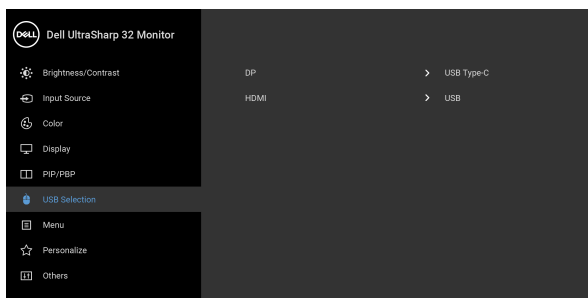 DELL Dell UltraSharp 32 Monitor
Brightness/Contrast DP USB Type-C
Input Source HDMI USB
Color
Display
PIP/PBP
USB Selection
Menu
Personalize
Others